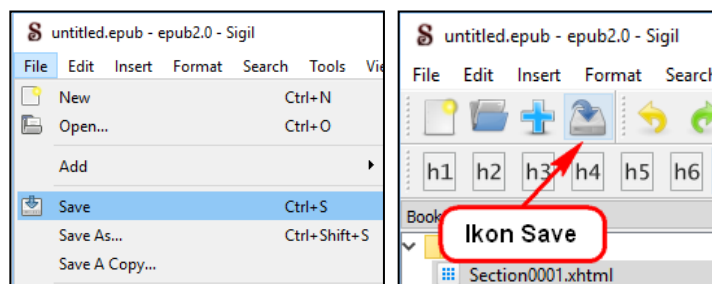 untitled.epub - epub2.0 - Sigil
File Edit Insert Format Search Tools
New Ctrl+N
Open... Ctrl+O
Add
Save Ctrl+S
Save As... Ctrl+Shift+S
Save A Copy...
untitled.epub - epub2.0 - Sigil
File Edit Insert Format Search
h1 h2 h3 h4 h5 h6
Book
Ikon Save
Section0001.xhtml